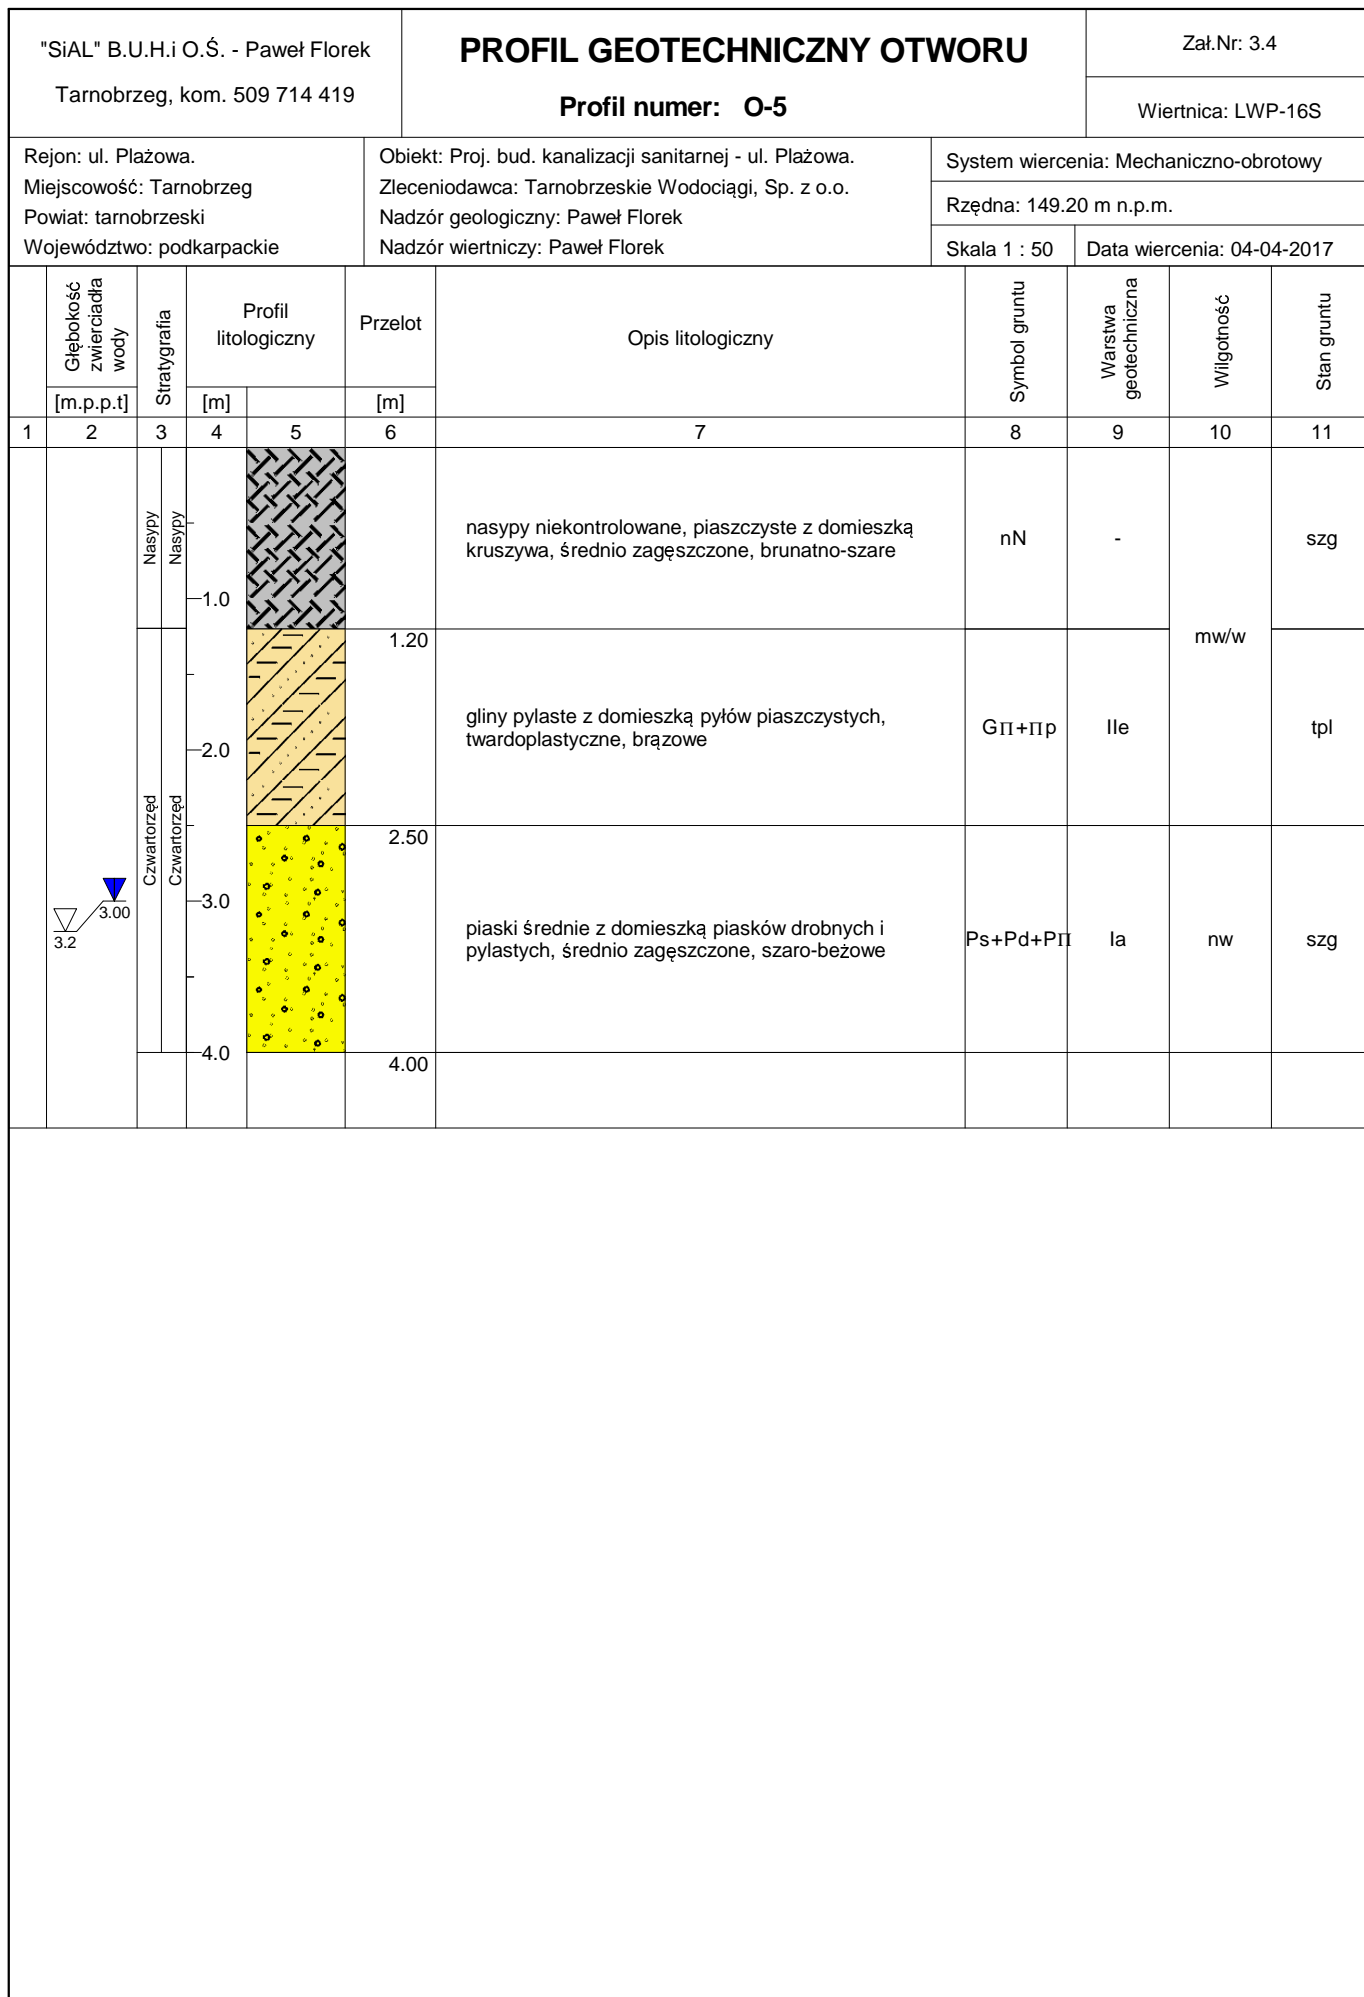 "SiAL" B.U.H.i O.Ś. - Paweł Florek
Tarnobrzeg, kom. 509 714 419
PROFIL GEOTECHNICZNY OTWORU
Profil numer: O-5
Zał.Nr: 3.4
Wiertnica: LWP-16S
Rejon: ul. Plażowa.
Miejscowość: Tarnobrzeg
Powiat: tarnobrzeski
Województwo: podkarpackie
Obiekt: Proj. bud. kanalizacji sanitarnej - ul. Plażowa.
Zleceniodawca: Tarnobrzeskie Wodociągi, Sp. z o.o.
Nadzór geologiczny: Paweł Florek
Nadzór wiertniczy: Paweł Florek
System wiercenia: Mechaniczno-obrotowy
Rzędna: 149.20 m n.p.m.
Skala 1 : 50
Data wiercenia: 04-04-2017
Głębokość
zwierciadła
wody
[m.p.p.t]
Stratygrafia
Profil
litologiczny
[m]
Przelot
[m]
Opis litologiczny
Symbol gruntu
Warstwa
geotechniczna
Wilgotność
Stan gruntu
1 2 3 4 5 6 7 8 9 10 11
Nasypy
Nasypy
1.0
nasypy niekontrolowane, piaszczyste z domieszką
kruszywa, średnio zagęszczone, brunatno-szare
nN
-
szg
1.20
mw/w
Czwartorzęd
Czwartorzęd
2.0
gliny pylaste z domieszką pyłów piaszczystych,
twardoplastyczne, brązowe
GΠ+Πp
IIe
tpl
2.50
3.00
3.2
3.0
piaski średnie z domieszką piasków drobnych i
pylastych, średnio zagęszczone, szaro-beżowe
Ps+Pd+PΠ
Ia
nw
szg
4.0
4.00